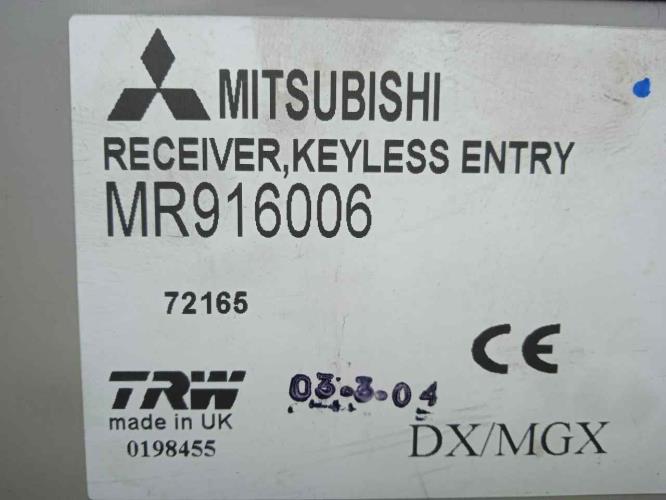 MITSUBISHI
RECEIVER,KEYLESS ENTRY
MR916006
72165
CE
TRW
03-3-04
made in UK
0198455
DX/MGX